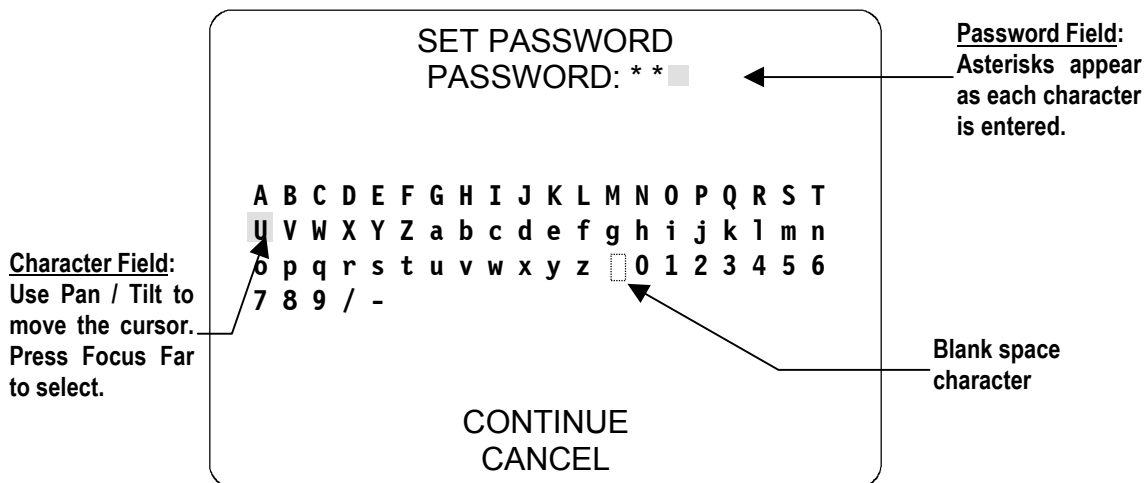 SET PASSWORD
PASSWORD: * *
Password Field:
Asterisks appear
as each character
is entered.
A B C D E F G H I J K L M N O P Q R S T
U V W X Y Z a b c d e f g h i j k l m n
o p q r s t u v w x y z 0 1 2 3 4 5 6
7 8 9 / -
Character Field:
Use Pan / Tilt to
move the cursor.
Press Focus Far
to select.
Blank space
character
CONTINUE
CANCEL